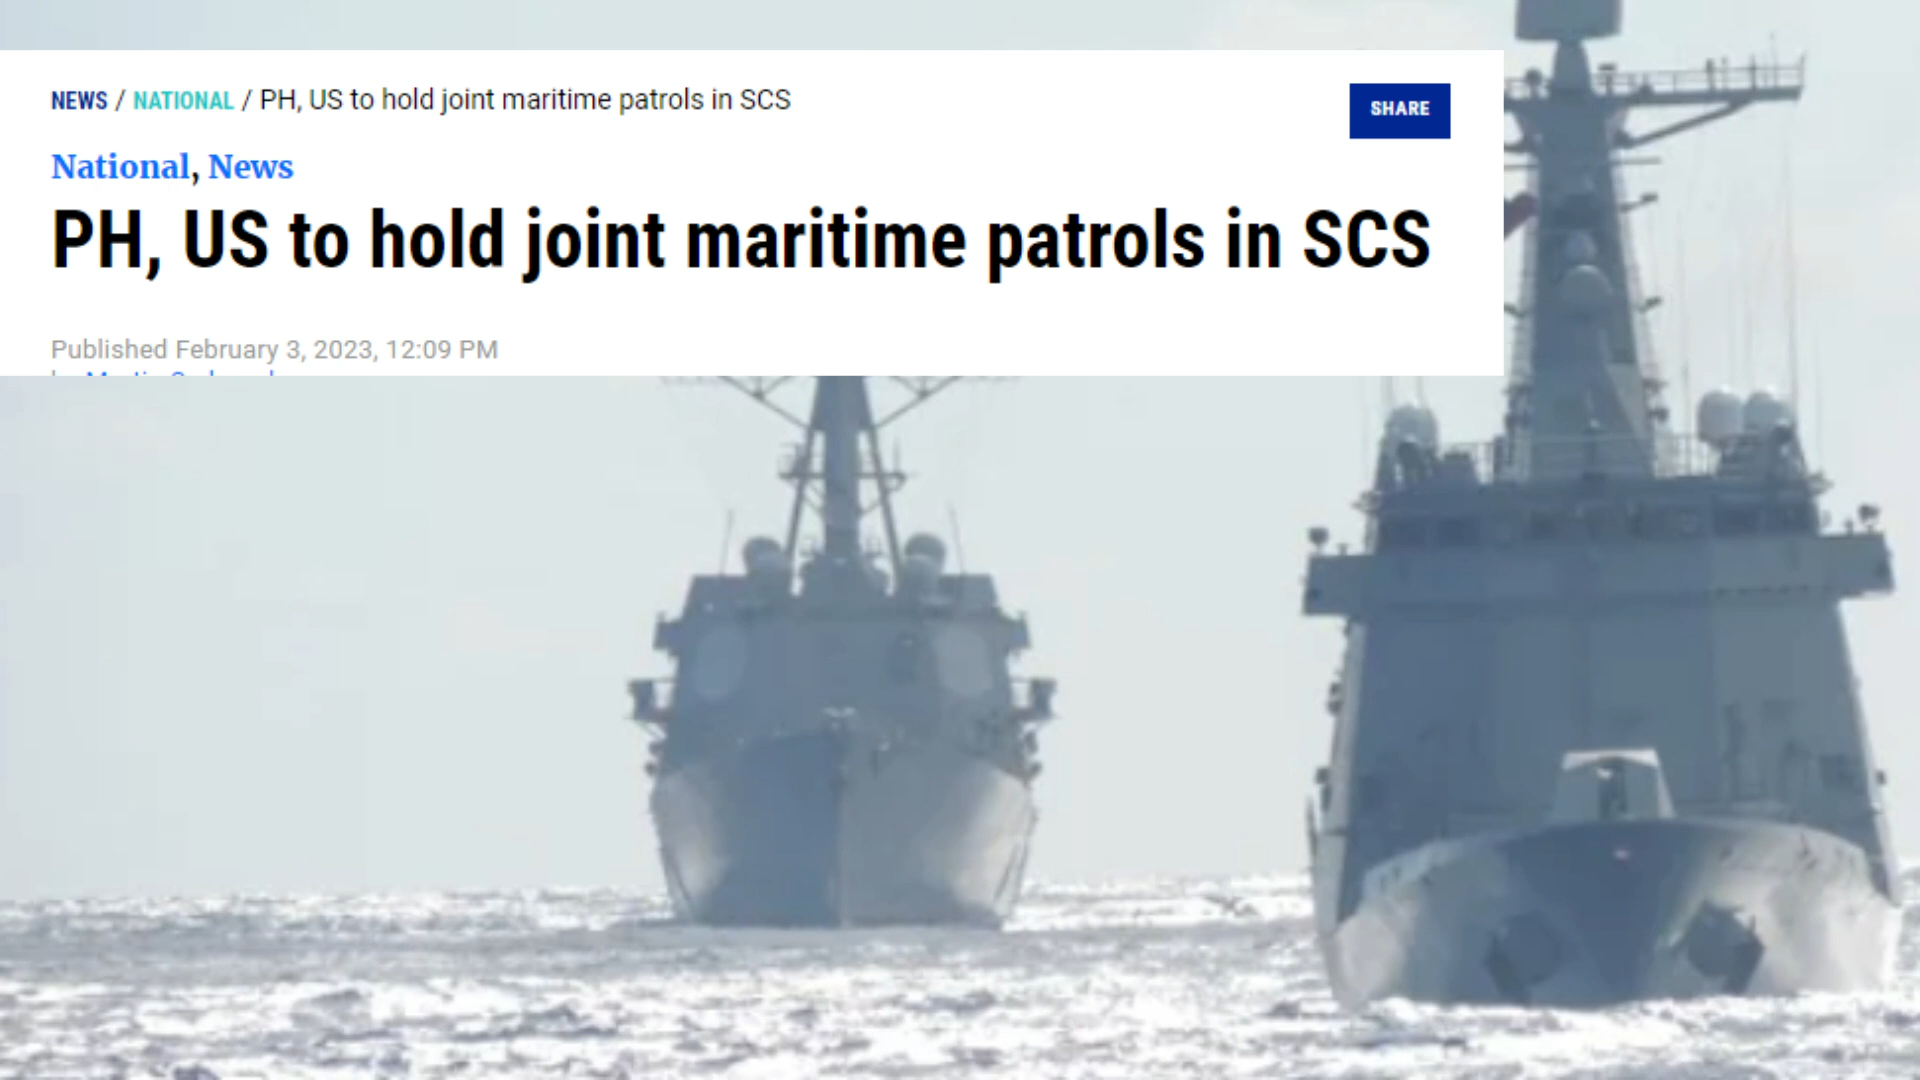 NEWS / NATIONAL / PH, US to hold joint maritime patrols in SCS
SHARE
National, News
PH, US to hold joint maritime patrols in SCS
Published February 3, 2023, 12:09 PM